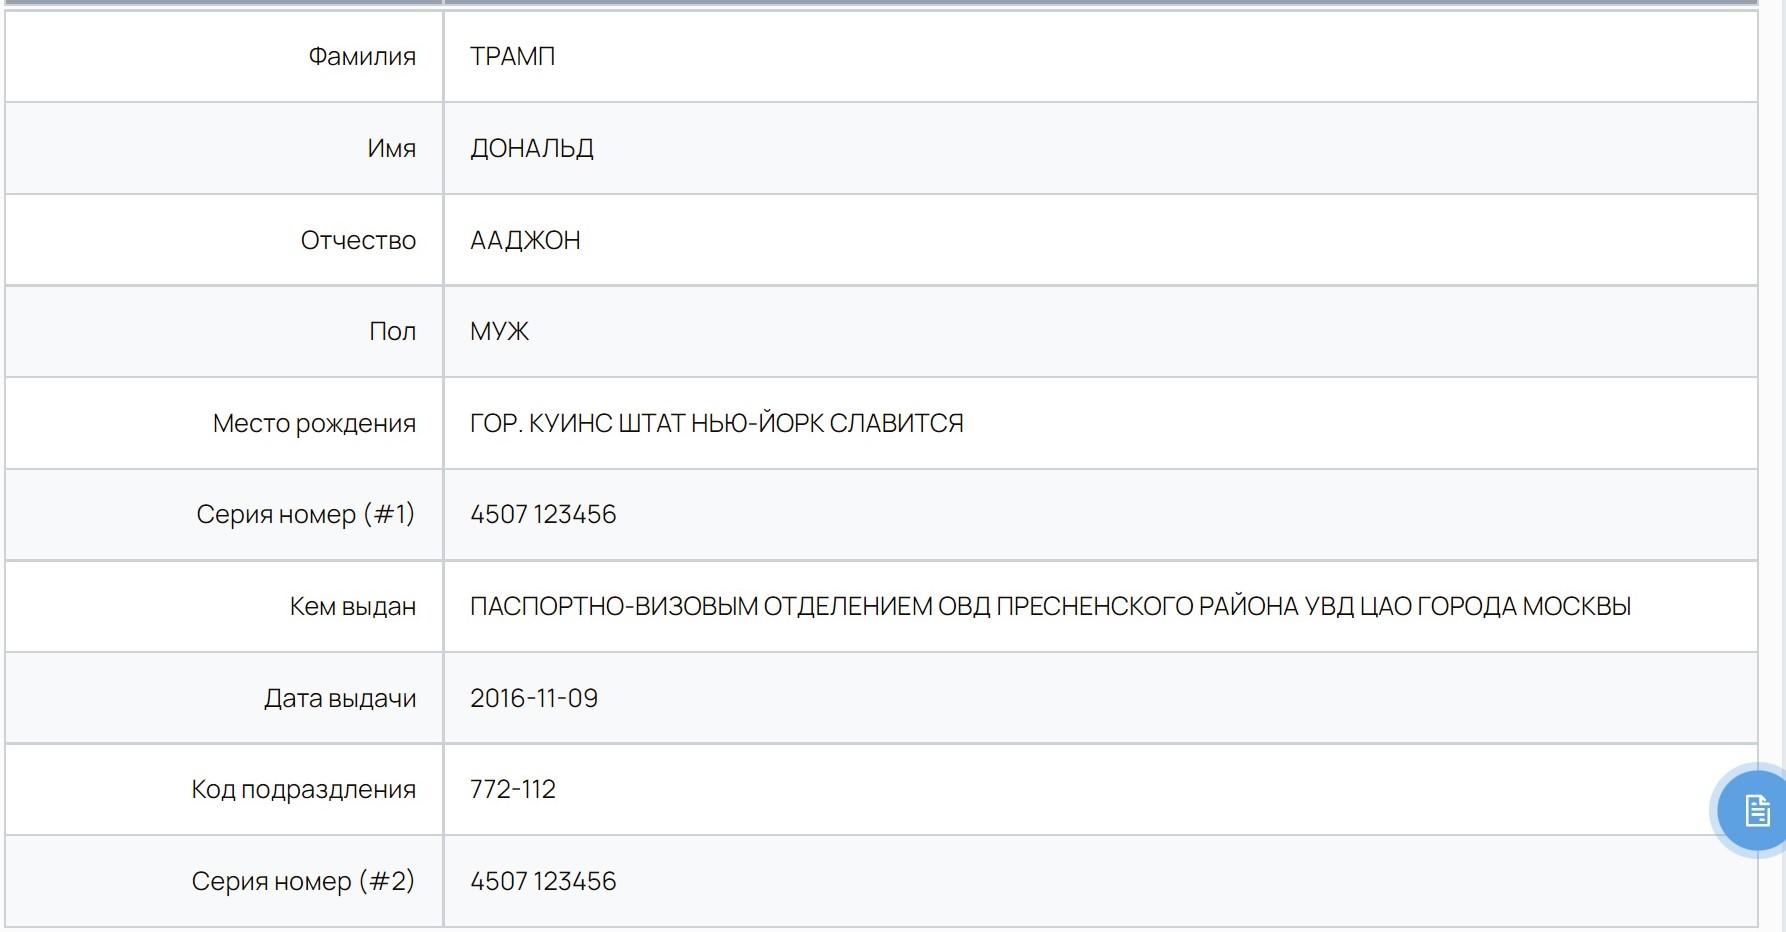 Фамилия ТРАМП
Имя ДОНАЛЬД
Отчество ААДЖОН
Пол МУЖ
Место рождения ГОР. КУИНС ШТАТ НЬЮ-ЙОРК СЛАВИТСЯ
Серия номер (#1) 4507 123456
Кем выдан ПАСПОРТНО-ВИЗОВЫМ ОТДЕЛЕНИЕМ ОВД ПРЕСНЕНСКОГО РАЙОНА УВД ЦАО ГОРОДА МОСКВЫ
Дата выдачи 2016-11-09
Код подраздления 772-112
Серия номер (#2) 4507 123456